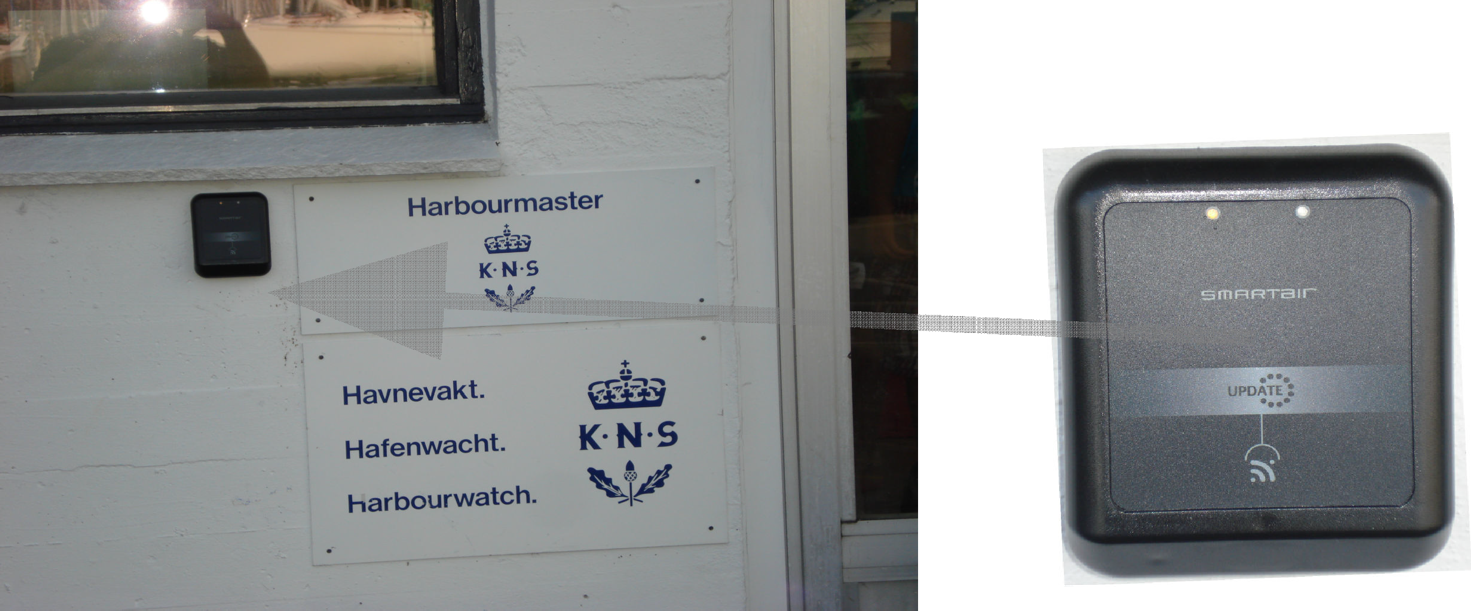 Harbourmaster
K·N·S
Havnevakt.
Hafenwacht.
Harbourwatch.
K·N·S
SMARTair
UPDATE